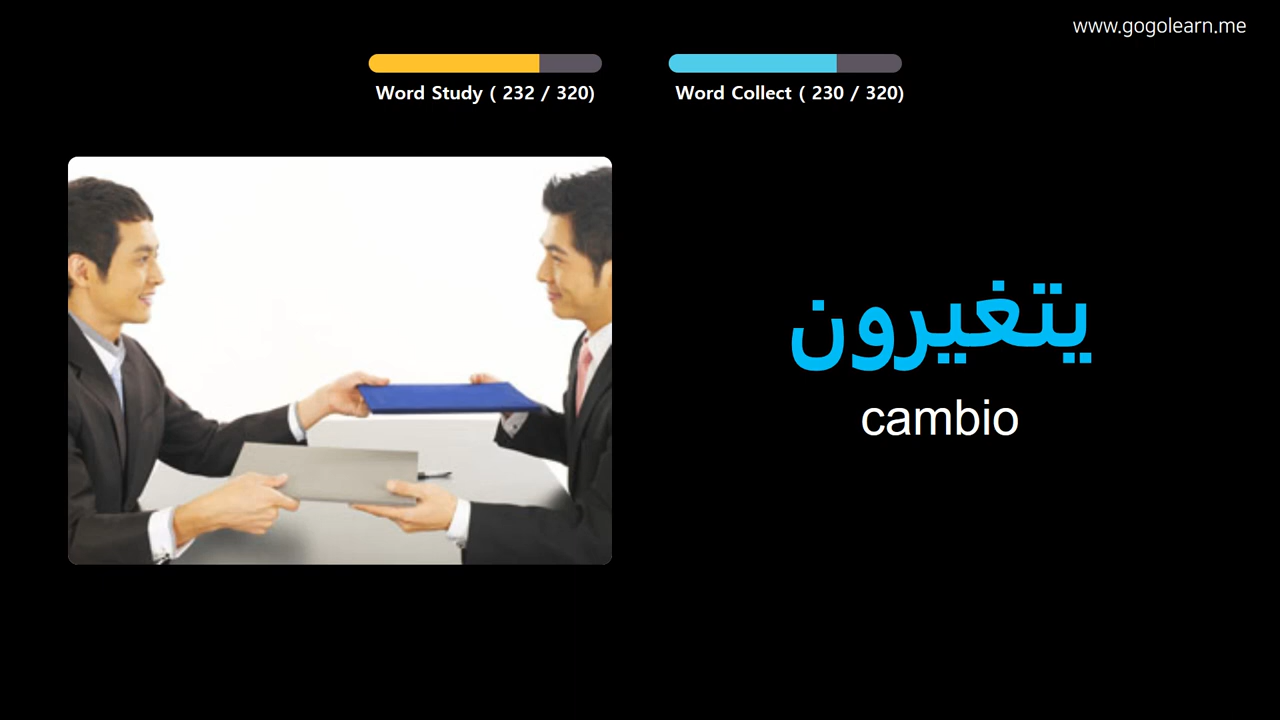 www.gogolearn.me
Word Study ( 232 / 320)
Word Collect ( 230 / 320)
يتغيرون
cambio